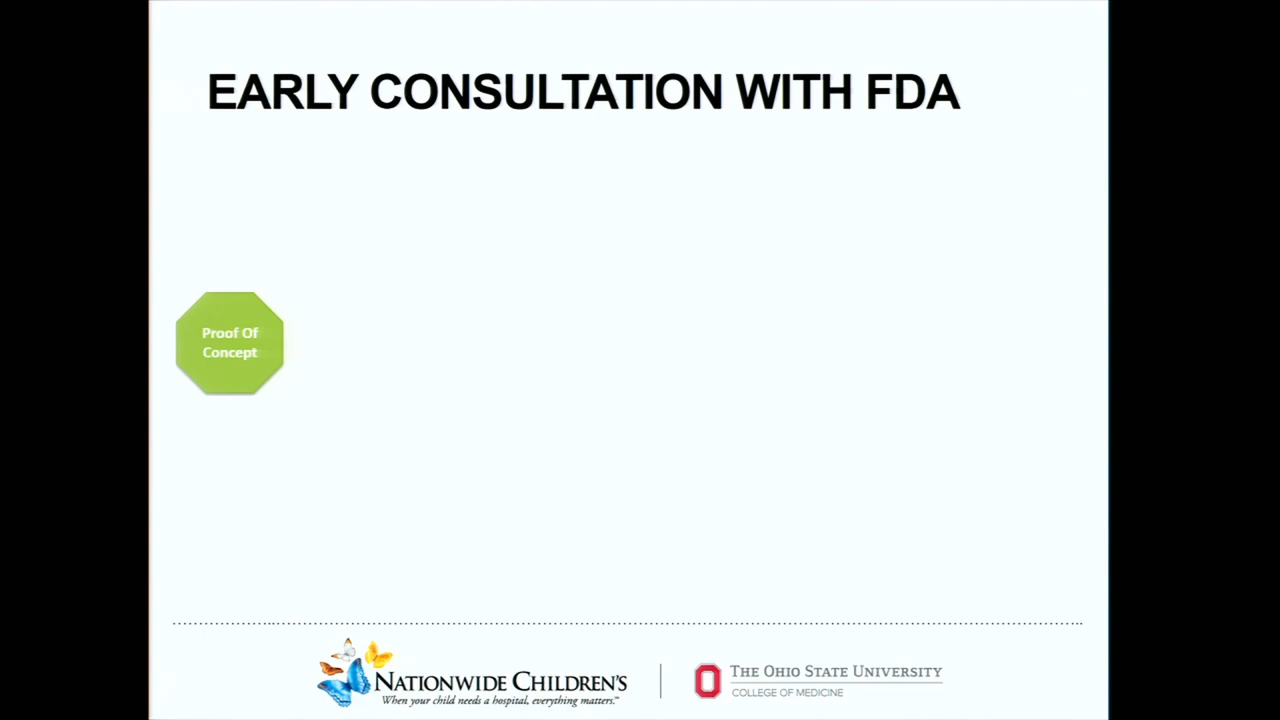 EARLY CONSULTATION WITH FDA
Proof Of
Concept
NATIONWIDE CHILDREN'S
When your child needs a hospital, everything matters.™
THE OHIO STATE UNIVERSITY
COLLEGE OF MEDICINE